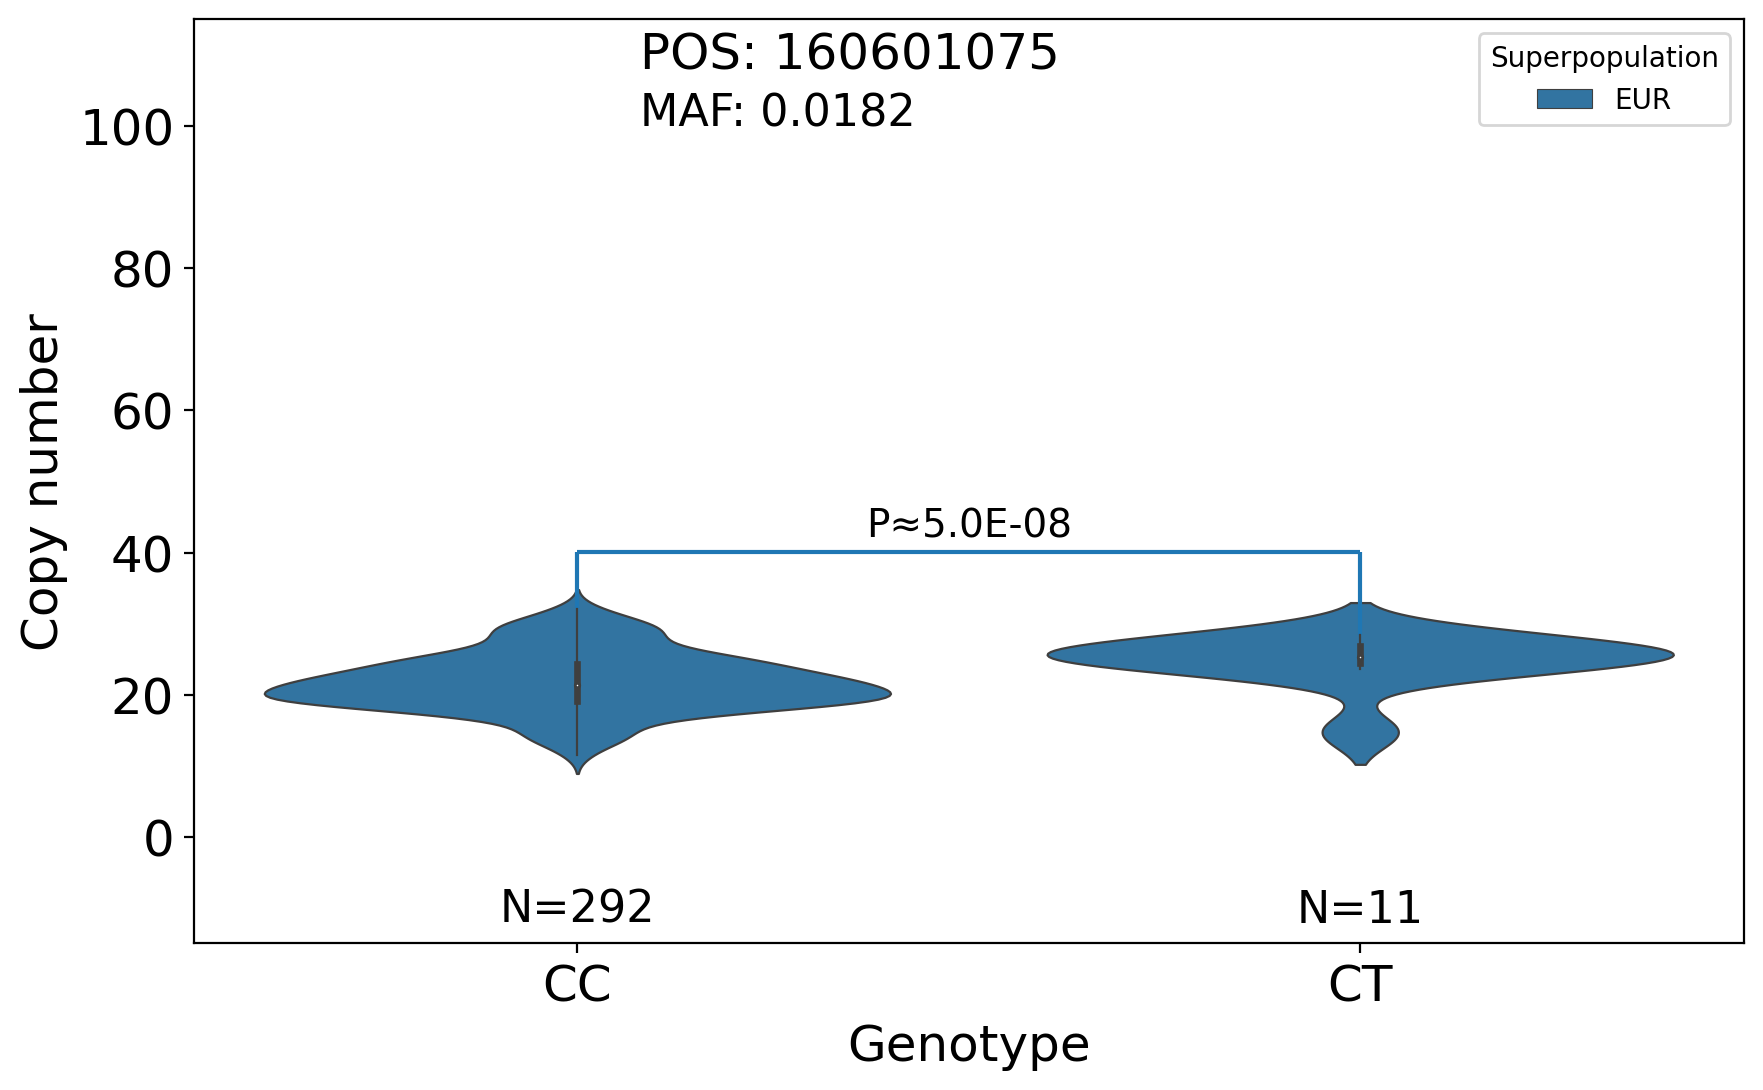 POS: 160601075
MAF: 0.0182
Superpopulation
EUR
100
80
60
40
20
0
Copy number
P≈5.0E-08
N=292
N=11
CC
CT
Genotype